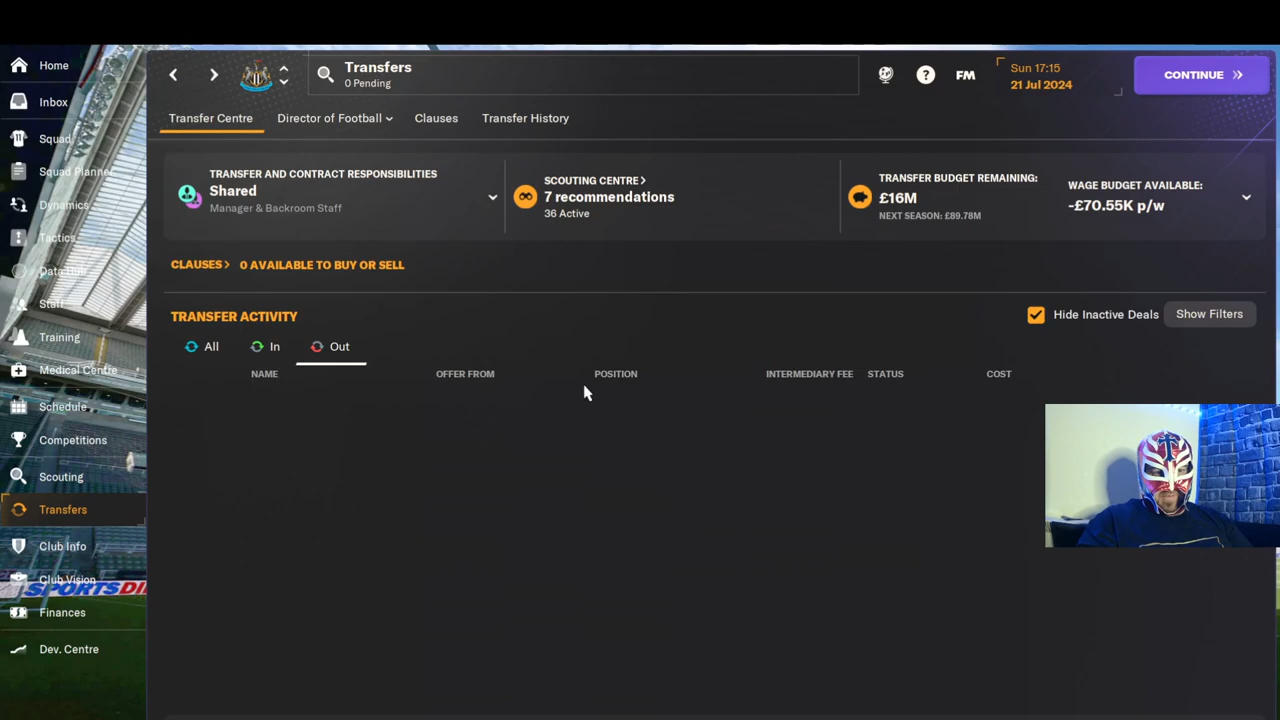 Home
Inbox
Squad
Squad Planner
Dynamics
Tactics
Data Hub
Staff
Training
Medical Centre
Schedule
Competitions
Scouting
Transfers
Club Info
Club Vision
Finances
Dev. Centre
SPORTS DI
Transfers
0 Pending
?
FM
Sun 17:15
21 Jul 2024
CONTINUE
Transfer Centre
Director of Football
Clauses
Transfer History
TRANSFER AND CONTRACT RESPONSIBILITIES
Shared
Manager & Backroom Staff
SCOUTING CENTRE
7 recommendations
36 Active
TRANSFER BUDGET REMAINING:
£16M
NEXT SEASON: £89.78M
WAGE BUDGET AVAILABLE:
-£70.55K p/w
CLAUSES 0 AVAILABLE TO BUY OR SELL
TRANSFER ACTIVITY
Hide Inactive Deals
Show Filters
All In Out
NAME OFFER FROM POSITION INTERMEDIARY FEE STATUS COST